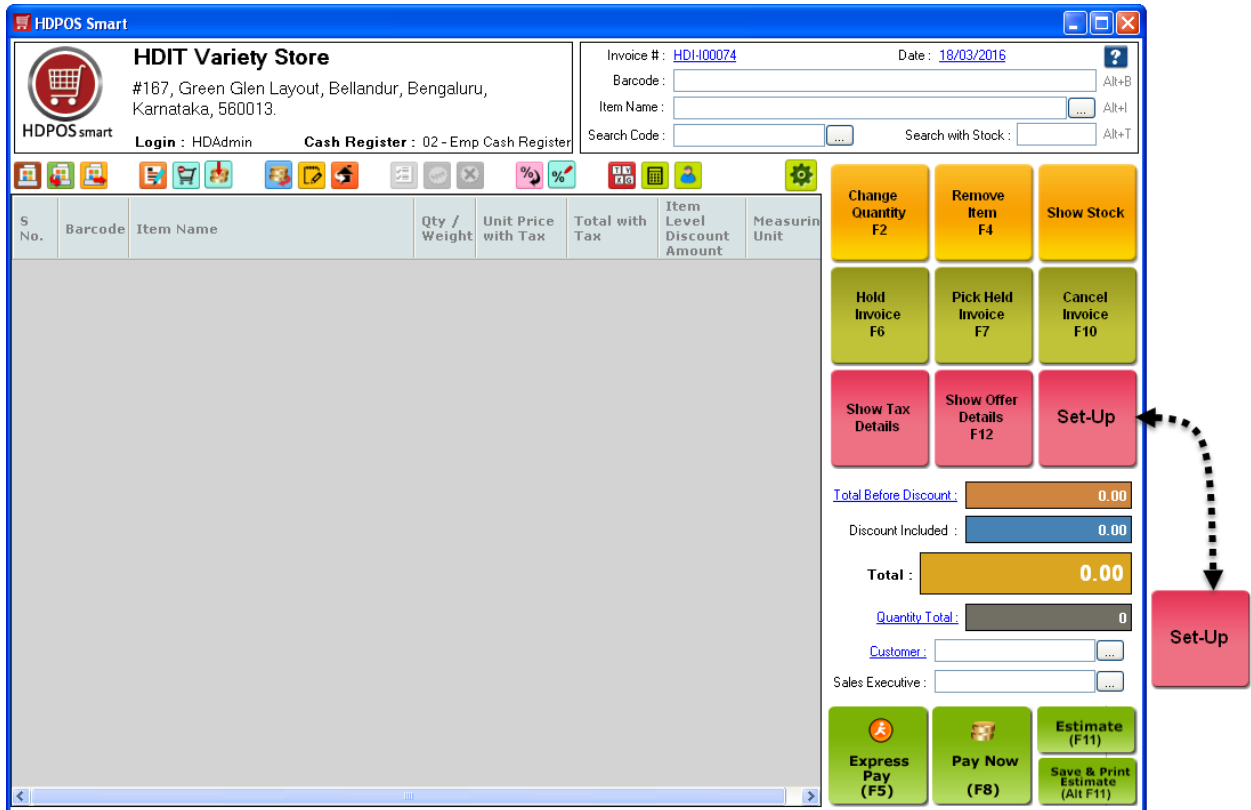 HDPOS Smart
HDIT Variety Store
#167, Green Glen Layout, Bellandur, Bengaluru,
Karnataka, 560013.
HDPOS smart
Login : HDAdmin Cash Register : 02 - Emp Cash Register
Invoice # : HDI-I00074 Date : 18/03/2016 ?
Barcode : Alt+B
Item Name : ... Alt+I
Search Code : ... Search with Stock : Alt+T
S
No.
Barcode
Item Name
Qty /
Weight
Unit Price
with Tax
Total with
Tax
Item
Level
Discount
Amount
Measurin
Unit
Change
Quantity
F2
Remove
Item
F4
Show Stock
Hold
Invoice
F6
Pick Held
Invoice
F7
Cancel
Invoice
F10
Show Tax
Details
Show Offer
Details
F12
Set-Up
Total Before Discount : 0.00
Discount Included : 0.00
Total : 0.00
Quantity Total : 0
Set-Up
Customer : ...
Sales Executive : ...
Express
Pay
(F5)
Pay Now
(F8)
Estimate
(F11)
Save & Print
Estimate
(Alt F11)